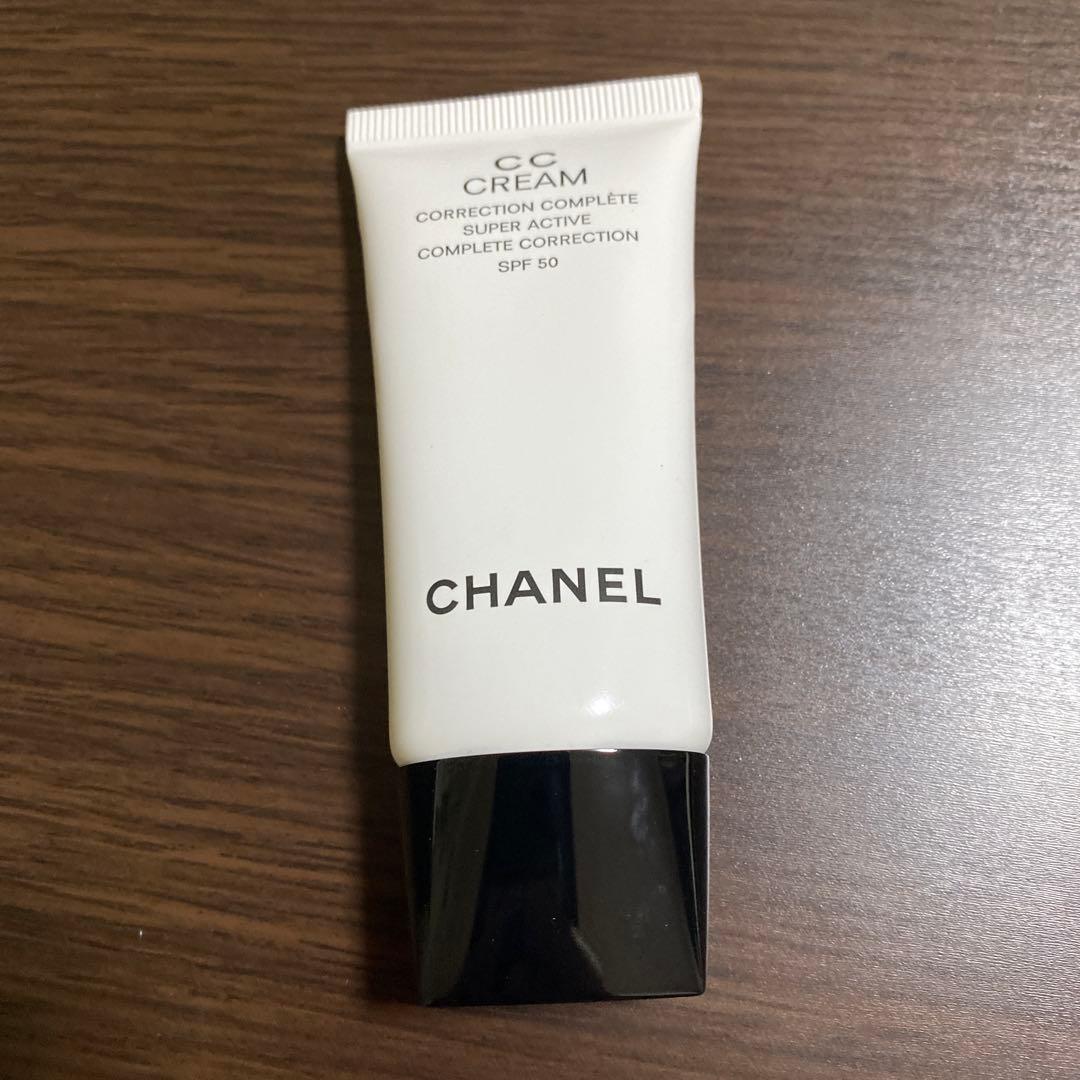 CC
CREAM
CORRECTION COMPLÈTE
SUPER ACTIVE
COMPLETE CORRECTION
SPF 50
CHANEL